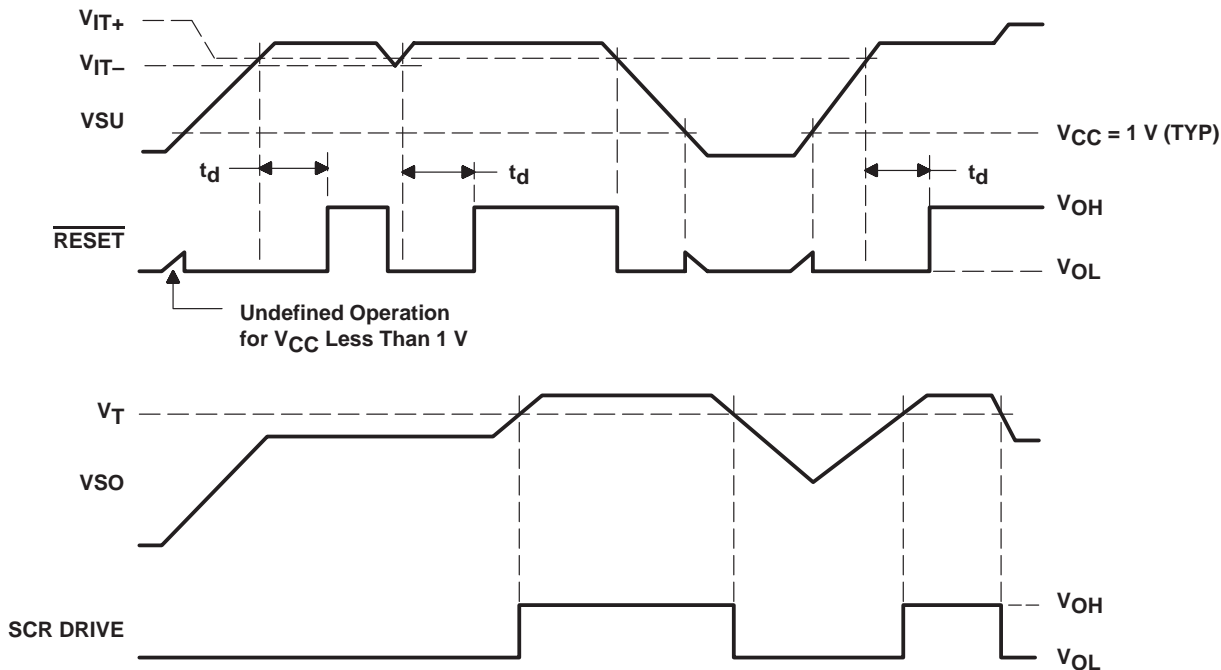 VIT+
VIT–
VSU
VCC = 1 V (TYP)
td
td
td
VOH
RESET
VOL
Undefined Operation
for VCC Less Than 1 V
VT
VSO
VOH
SCR DRIVE
VOL